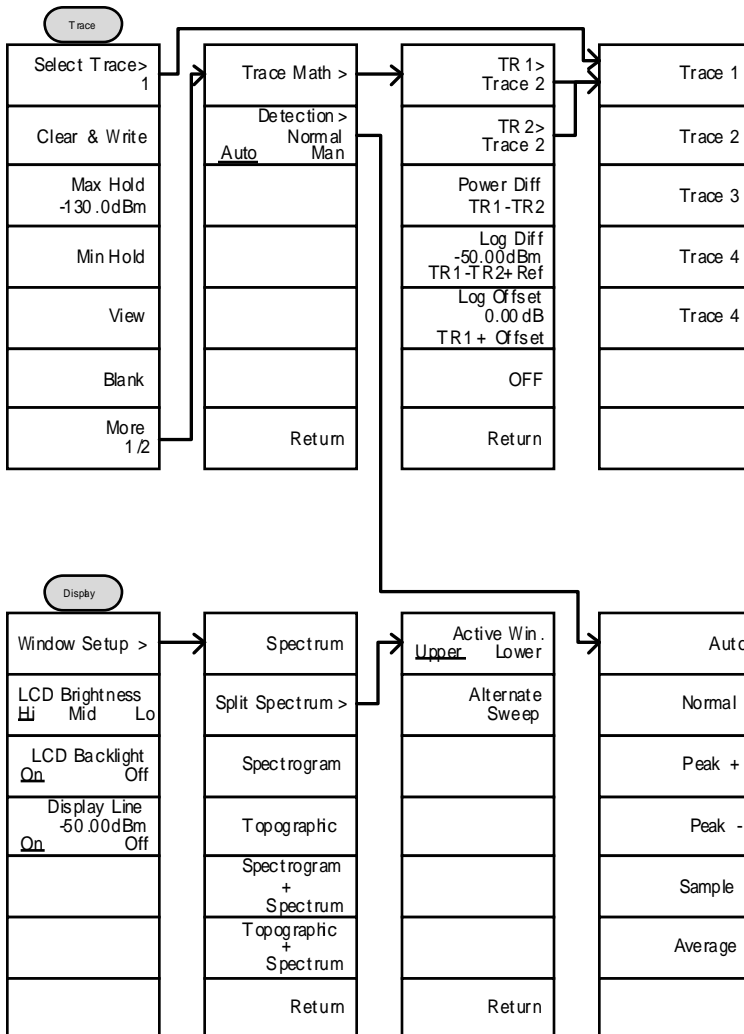 Trace
Select Trace>
1
Clear & Write
Max Hold
-130.0dBm
Min Hold
View
Blank
More
1/2
Trace Math >
Detection >
Normal
Auto Man
Return
TR 1>
Trace 2
TR 2>
Trace 2
Power Diff
TR1-TR2
Log Diff
-50.00dBm
TR1-TR2+Ref
Log Offset
0.00 dB
TR1 + Offset
OFF
Return
Trace 1
Trace 2
Trace 3
Trace 4
Trace 4
Display
Window Setup >
LCD Brightness
Hi Mid Lo
LCD Backlight
On Off
Display Line
-50.00dBm
On Off
Spectrum
Split Spectrum >
Spectrogram
Topographic
Spectrogram
+
Spectrum
Topographic
+
Spectrum
Return
Active Win.
Upper Lower
Alternate
Sweep
Return
Auto
Normal
Peak +
Peak -
Sample
Average